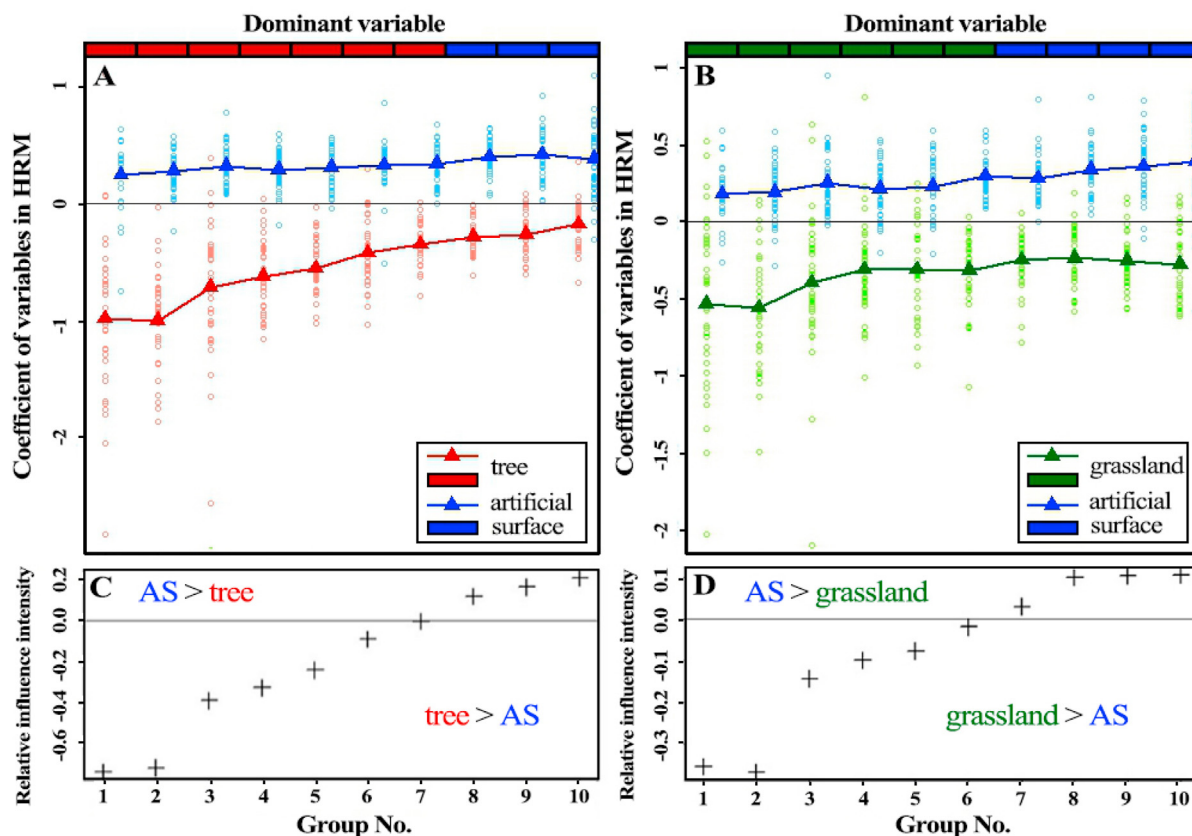 Dominant variable
Dominant variable
A
B
Coefficient of variables in HRM
1
0
-1
-2
tree
artificial
surface
Coefficient of variables in HRM
1
0.5
0
-0.5
-1
-1.5
-2
grassland
artificial
surface
C
AS > tree
tree > AS
Relative influence intensity
0.2
0.0
-0.2
-0.4
-0.6
1 2 3 4 5 6 7 8 9 10
Group No.
D
AS > grassland
grassland > AS
Relative influence intensity
0.1
0.0
-0.1
-0.2
-0.3
1 2 3 4 5 6 7 8 9 10
Group No.